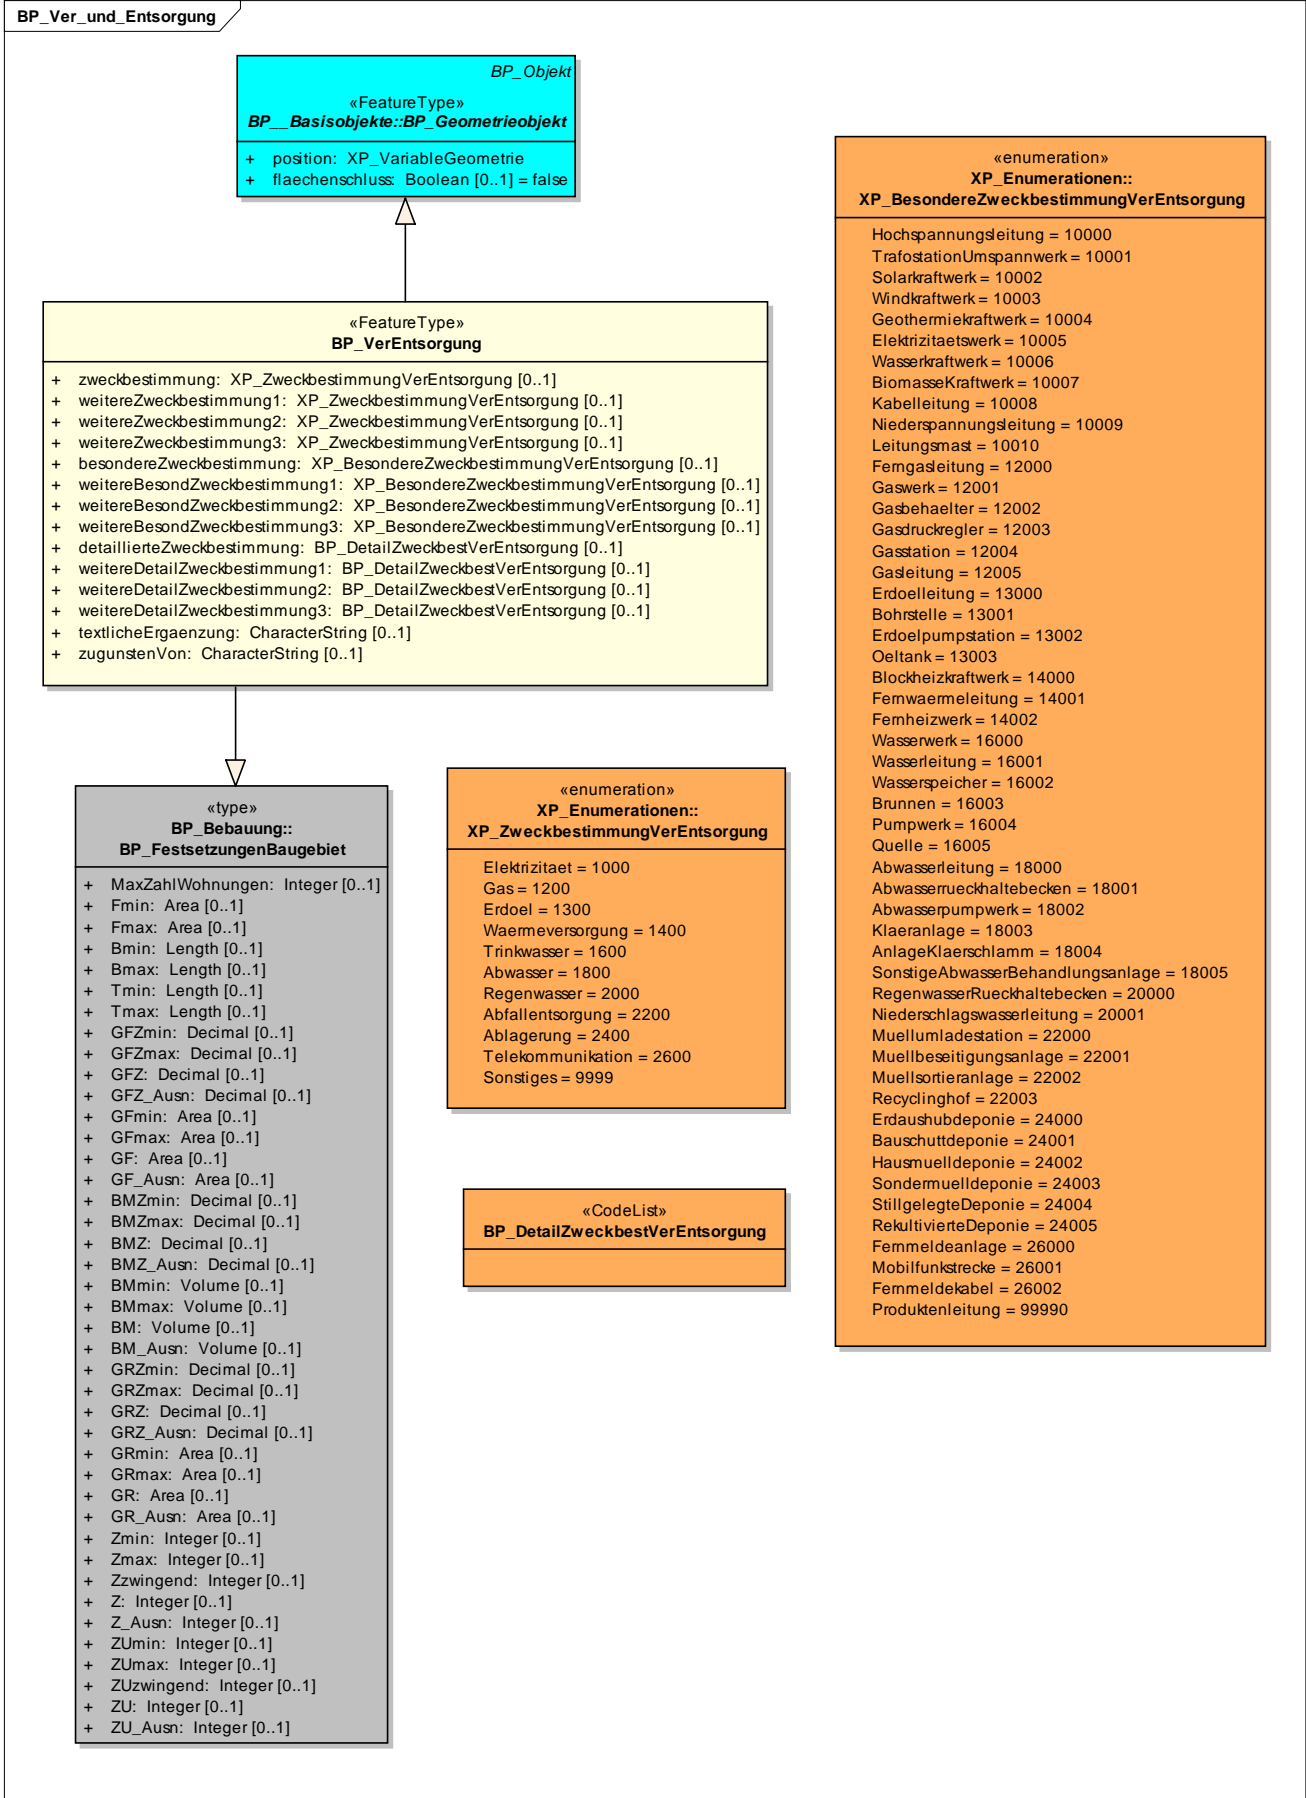 BP_Ver_und_Entsorgung
BP_Objekt
«FeatureType»
BP__Basisobjekte::BP_Geometrieobjekt
+ position: XP_VariableGeometrie
+ flaechenschluss: Boolean [0..1] = false
«FeatureType»
BP_VerEntsorgung
+ zweckbestimmung: XP_ZweckbestimmungVerEntsorgung [0..1]
+ weitereZweckbestimmung1: XP_ZweckbestimmungVerEntsorgung [0..1]
+ weitereZweckbestimmung2: XP_ZweckbestimmungVerEntsorgung [0..1]
+ weitereZweckbestimmung3: XP_ZweckbestimmungVerEntsorgung [0..1]
+ besondereZweckbestimmung: XP_BesondereZweckbestimmungVerEntsorgung [0..1]
+ weitereBesondZweckbestimmung1: XP_BesondereZweckbestimmungVerEntsorgung [0..1]
+ weitereBesondZweckbestimmung2: XP_BesondereZweckbestimmungVerEntsorgung [0..1]
+ weitereBesondZweckbestimmung3: XP_BesondereZweckbestimmungVerEntsorgung [0..1]
+ detaillierteZweckbestimmung: BP_DetailZweckbestVerEntsorgung [0..1]
+ weitereDetailZweckbestimmung1: BP_DetailZweckbestVerEntsorgung [0..1]
+ weitereDetailZweckbestimmung2: BP_DetailZweckbestVerEntsorgung [0..1]
+ weitereDetailZweckbestimmung3: BP_DetailZweckbestVerEntsorgung [0..1]
+ textlicheErgaenzung: CharacterString [0..1]
+ zugunstenVon: CharacterString [0..1]
«type»
BP_Bebauung::
BP_FestsetzungenBaugebiet
+ MaxZahlWohnungen: Integer [0..1]
+ Fmin: Area [0..1]
+ Fmax: Area [0..1]
+ Bmin: Length [0..1]
+ Bmax: Length [0..1]
+ Tmin: Length [0..1]
+ Tmax: Length [0..1]
+ GFZmin: Decimal [0..1]
+ GFZmax: Decimal [0..1]
+ GFZ: Decimal [0..1]
+ GFZ_Ausn: Decimal [0..1]
+ GFmin: Area [0..1]
+ GFmax: Area [0..1]
+ GF: Area [0..1]
+ GF_Ausn: Area [0..1]
+ BMZmin: Decimal [0..1]
+ BMZmax: Decimal [0..1]
+ BMZ: Decimal [0..1]
+ BMZ_Ausn: Decimal [0..1]
+ BMmin: Volume [0..1]
+ BMmax: Volume [0..1]
+ BM: Volume [0..1]
+ BM_Ausn: Volume [0..1]
+ GRZmin: Decimal [0..1]
+ GRZmax: Decimal [0..1]
+ GRZ: Decimal [0..1]
+ GRZ_Ausn: Decimal [0..1]
+ GRmin: Area [0..1]
+ GRmax: Area [0..1]
+ GR: Area [0..1]
+ GR_Ausn: Area [0..1]
+ Zmin: Integer [0..1]
+ Zmax: Integer [0..1]
+ Zzwingend: Integer [0..1]
+ Z: Integer [0..1]
+ Z_Ausn: Integer [0..1]
+ ZUmin: Integer [0..1]
+ ZUmax: Integer [0..1]
+ ZUzwingend: Integer [0..1]
+ ZU: Integer [0..1]
+ ZU_Ausn: Integer [0..1]
«enumeration»
XP_Enumerationen::
XP_ZweckbestimmungVerEntsorgung
Elektrizitaet = 1000
Gas = 1200
Erdoel = 1300
Waermeversorgung = 1400
Trinkwasser = 1600
Abwasser = 1800
Regenwasser = 2000
Abfallentsorgung = 2200
Ablagerung = 2400
Telekommunikation = 2600
Sonstiges = 9999
«CodeList»
BP_DetailZweckbestVerEntsorgung
«enumeration»
XP_Enumerationen::
XP_BesondereZweckbestimmungVerEntsorgung
Hochspannungsleitung = 10000
TrafostationUmspannwerk = 10001
Solarkraftwerk = 10002
Windkraftwerk = 10003
Geothermiekraftwerk = 10004
Elektrizitaetswerk = 10005
Wasserkraftwerk = 10006
BiomasseKraftwerk = 10007
Kabelleitung = 10008
Niederspannungsleitung = 10009
Leitungsmast = 10010
Ferngasleitung = 12000
Gaswerk = 12001
Gasbehaelter = 12002
Gasdruckregler = 12003
Gasstation = 12004
Gasleitung = 12005
Erdoelleitung = 13000
Bohrstelle = 13001
Erdoelpumpstation = 13002
Oeltank = 13003
Blockheizkraftwerk = 14000
Fernwaermeleitung = 14001
Fernheizwerk = 14002
Wasserwerk = 16000
Wasserleitung = 16001
Wasserspeicher = 16002
Brunnen = 16003
Pumpwerk = 16004
Quelle = 16005
Abwasserleitung = 18000
Abwasserrueckhaltebecken = 18001
Abwasserpumpwerk = 18002
Klaeranlage = 18003
AnlageKlaerschlamm = 18004
SonstigeAbwasserBehandlungsanlage = 18005
RegenwasserRueckhaltebecken = 20000
Niederschlagswasserleitung = 20001
Muellumladestation = 22000
Muellbeseitigungsanlage = 22001
Muellsortieranlage = 22002
Recyclinghof = 22003
Erdaushubdeponie = 24000
Bauschuttdeponie = 24001
Hausmuelldeponie = 24002
Sondermuelldeponie = 24003
StillgelegteDeponie = 24004
RekultivierteDeponie = 24005
Fernmeldeanlage = 26000
Mobilfunkstrecke = 26001
Fernmeldekabel = 26002
Produktenleitung = 99990